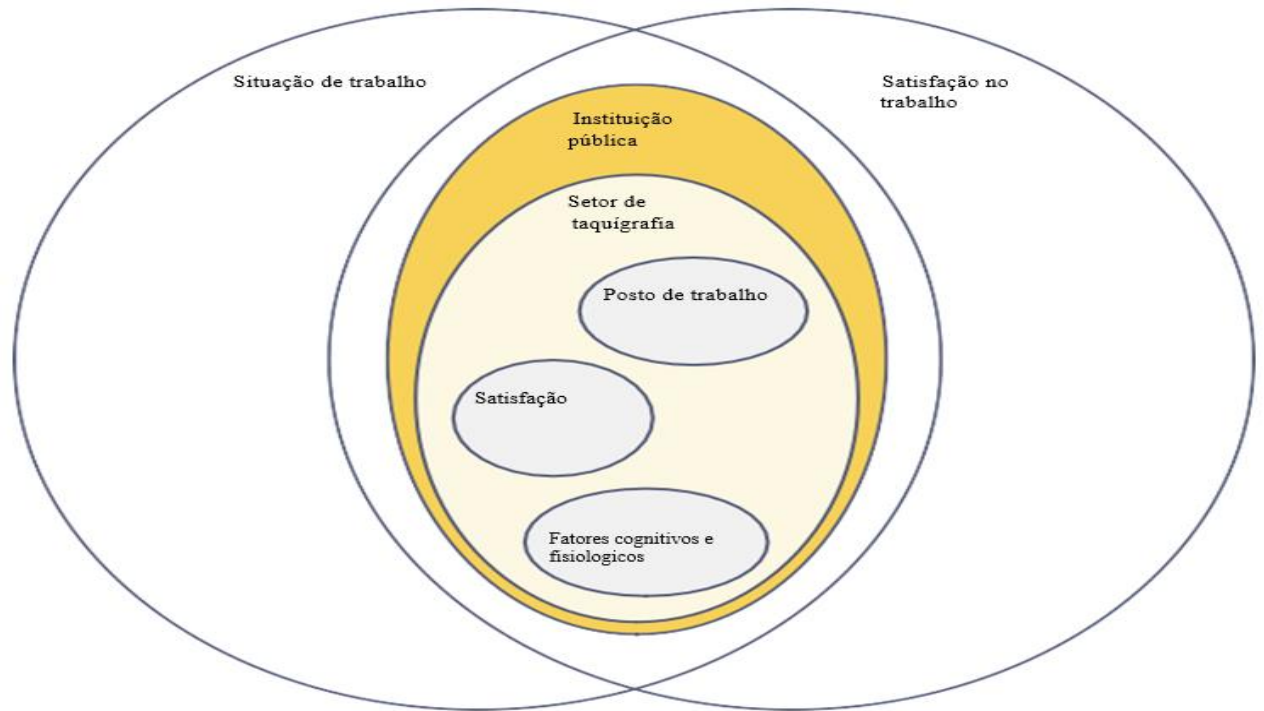 Situação de trabalho
Satisfação no
trabalho
Instituição
pública
Setor de
taquígrafia
Posto de trabalho
Satisfação
Fatores cognitivos e
fisiologicos